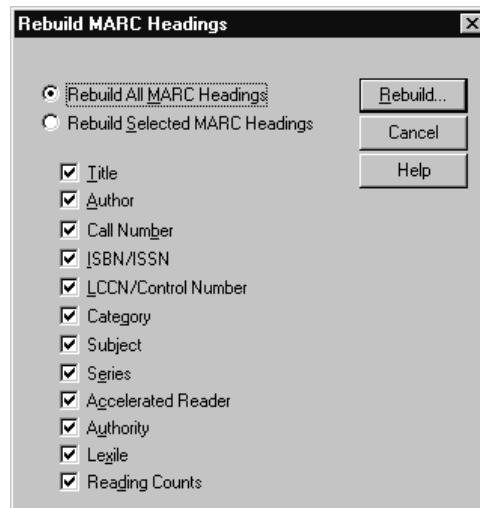 Rebuild MARC Headings
Rebuild All MARC Headings
Rebuild...
Rebuild Selected MARC Headings
Cancel
Help
Title
Author
Call Number
ISBN/ISSN
LCCN/Control Number
Category
Subject
Series
Accelerated Reader
Authority
Lexile
Reading Counts